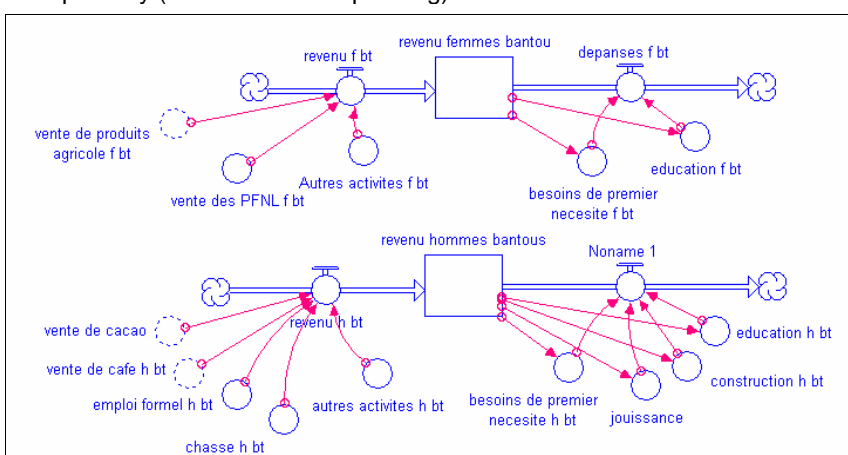 revenu femmes bantou
revenu f bt
depanses f bt
vente de produits
agricole f bt
vente des PFNL f bt
Autres activites f bt
besoins de premier
necesite f bt
education f bt
revenu hommes bantous
Noname 1
revenu h bt
vente de cacao
vente de cafe h bt
emploi formel h bt
chasse h bt
autres activites h bt
besoins de premier
necesite h bt
jouissance
construction h bt
education h bt